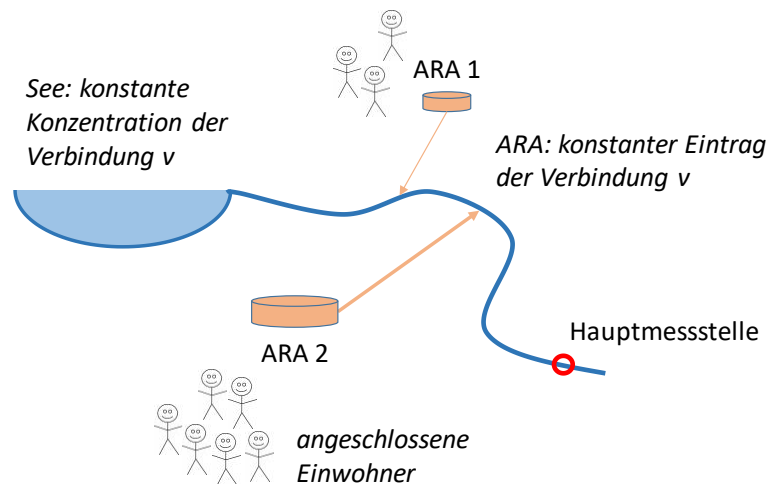 ARA 1
See: konstante
Konzentration der
Verbindung v
ARA: konstanter Eintrag
der Verbindung v
Hauptmessstelle
ARA 2
angeschlossene
Einwohner